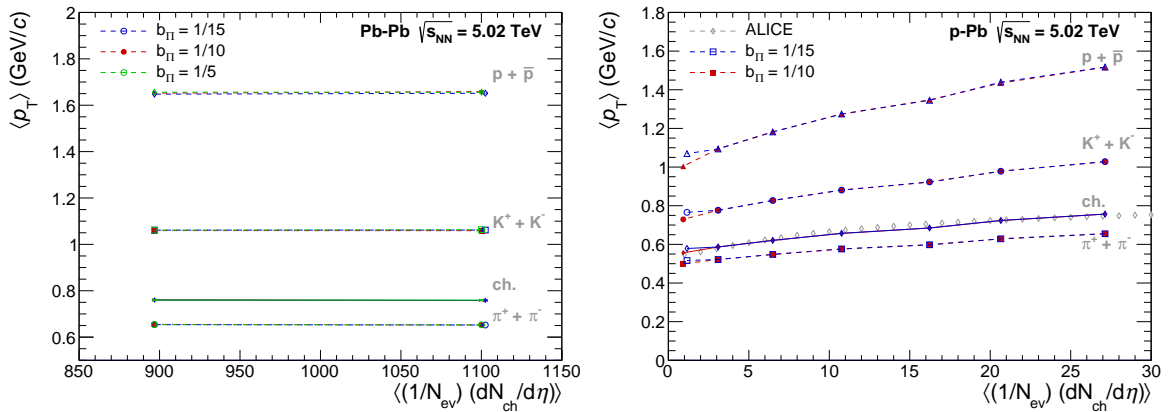 b_Π = 1/15
b_Π = 1/10
b_Π = 1/5
Pb-Pb √s_NN = 5.02 TeV
p + p̄
K⁺ + K⁻
ch.
π⁺ + π⁻
⟨p_T⟩ (GeV/c)
2
1.8
1.6
1.4
1.2
1
0.8
0.6
850 900 950 1000 1050 1100 1150
⟨(1/N_ev) (dN_ch/dη)⟩
ALICE
b_Π = 1/15
b_Π = 1/10
p-Pb √s_NN = 5.02 TeV
p + p̄
K⁺ + K⁻
ch.
π⁺ + π⁻
⟨p_T⟩ (GeV/c)
1.8
1.6
1.4
1.2
1
0.8
0.6
0.4
0.2
0
0 5 10 15 20 25 30
⟨(1/N_ev) (dN_ch/dη)⟩